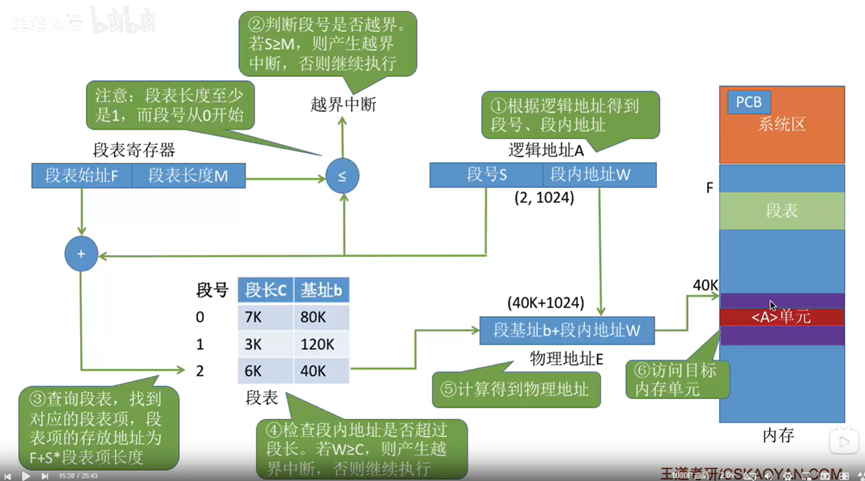 王道论坛 bilibili
②判断段号是否越界。
若S≥M，则产生越界
中断，否则继续执行
注意：段表长度至少
是1，而段号从0开始
越界中断
①根据逻辑地址得到
段号、段内地址
PCB
系统区
段表寄存器
逻辑地址A
段表始址F 段表长度M
≤
段号S 段内地址W
(2, 1024)
F
段表
+
段号 段长C 基址b
0 7K 80K
1 3K 120K
2 6K 40K
段表
(40K+1024)
段基址b+段内地址W
物理地址E
40K
<A>单元
③查询段表，找到
对应的段表项，段
表项的存放地址为
F+S*段表项长度
④检查段内地址是否超过
段长。若W≥C，则产生越
界中断，否则继续执行
⑤计算得到物理地址
⑥访问目标
内存单元
内存
15:20 / 25:43
王道考研/CSKAOYAN.COM